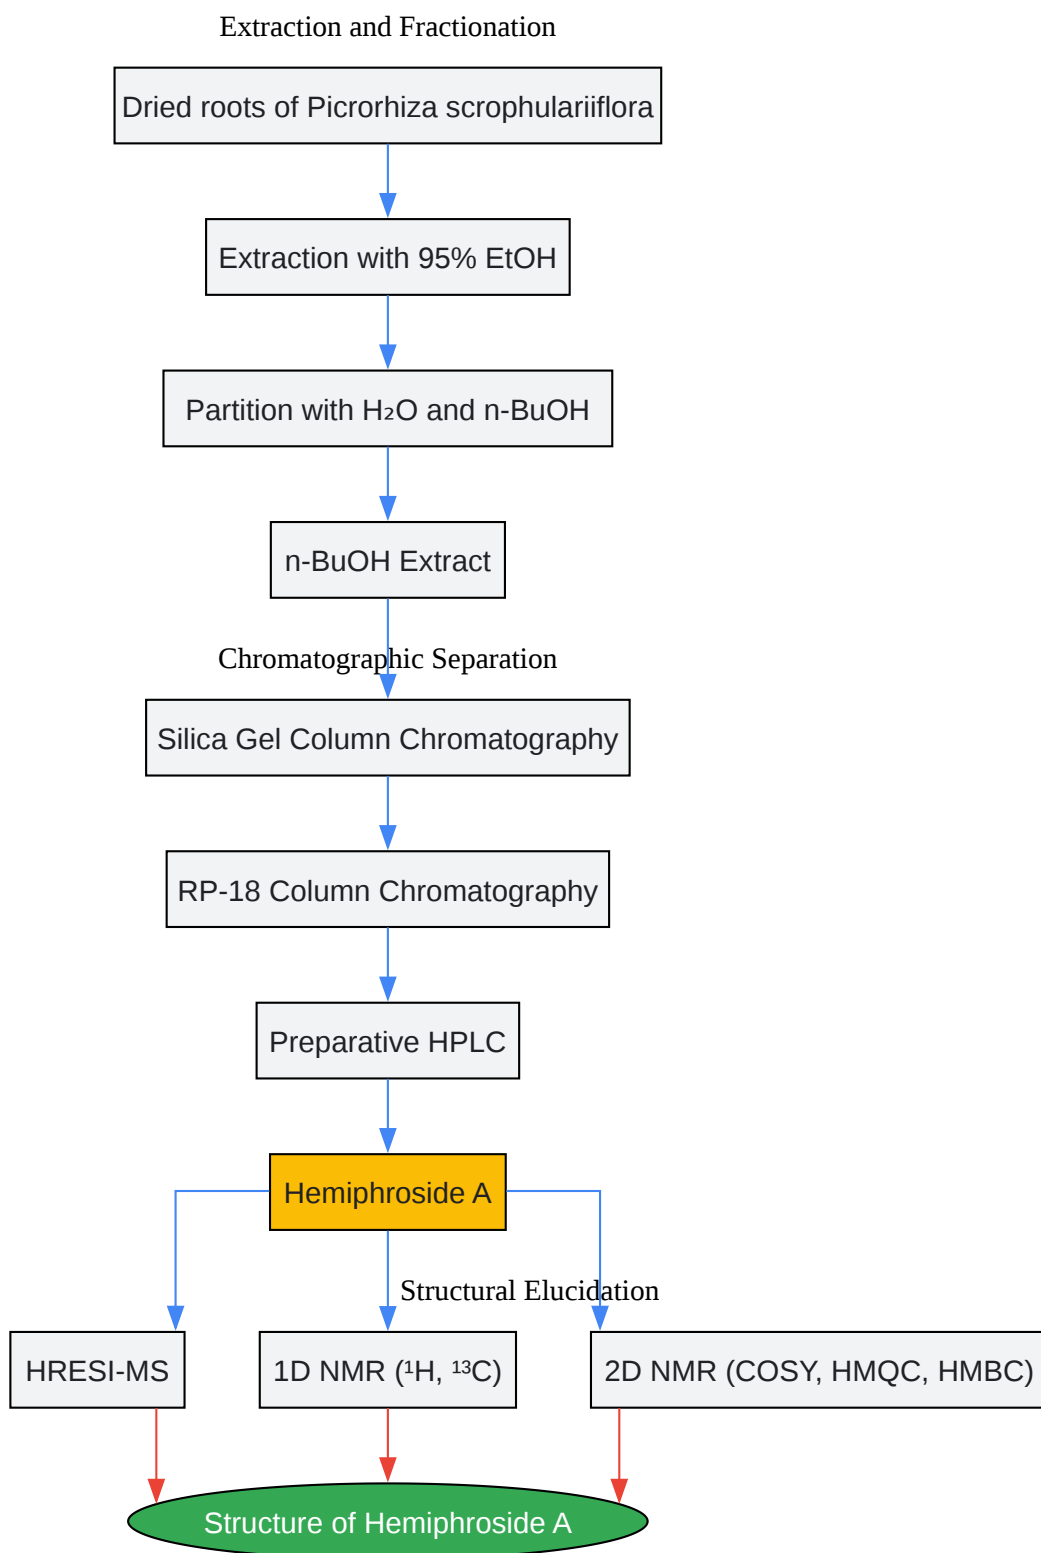 Extraction and Fractionation
Dried roots of Picrorhiza scrophulariiflora
Extraction with 95% EtOH
Partition with H₂O and n-BuOH
n-BuOH Extract
Chromatographic Separation
Silica Gel Column Chromatography
RP-18 Column Chromatography
Preparative HPLC
Hemiphroside A
Structural Elucidation
HRESI-MS
1D NMR (¹H, ¹³C)
2D NMR (COSY, HMQC, HMBC)
Structure of Hemiphroside A